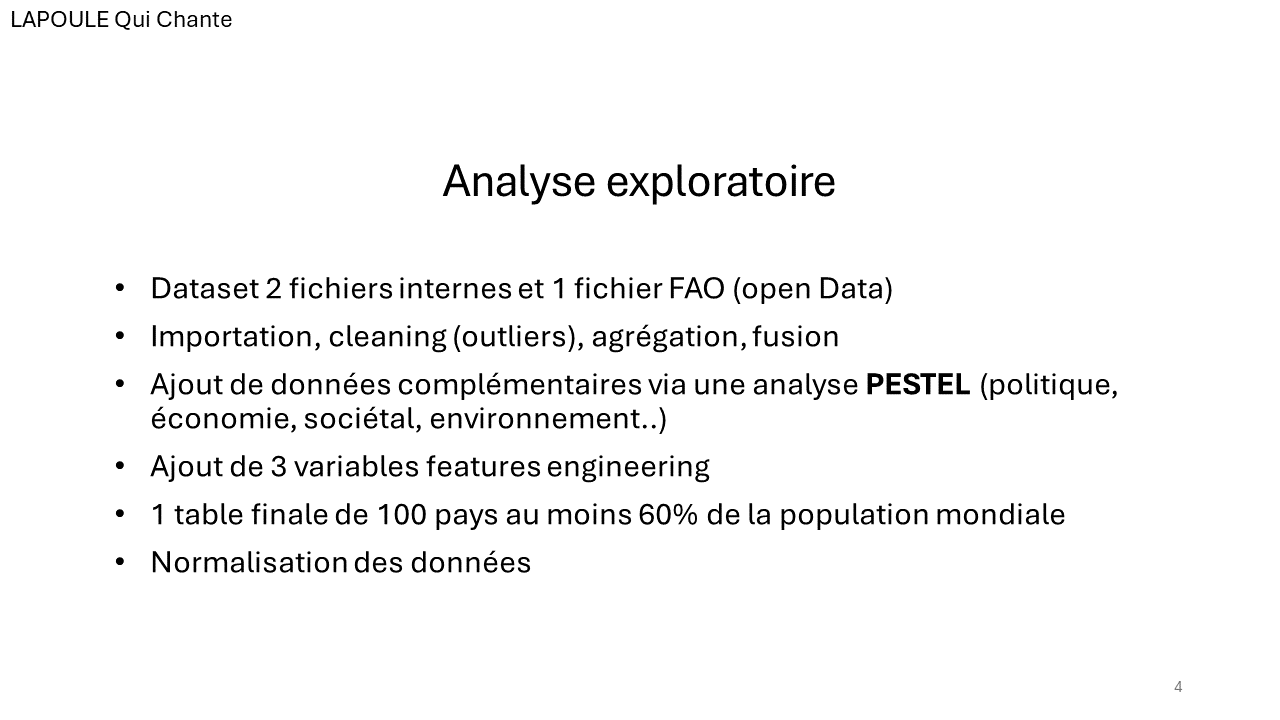 LAPOULE Qui Chante
Analyse exploratoire
• Dataset 2 fichiers internes et 1 fichier FAO (open Data)
• Importation, cleaning (outliers), agrégation, fusion
• Ajout de données complémentaires via une analyse PESTEL (politique,
économie, sociétal, environnement..)
• Ajout de 3 variables features engineering
• 1 table finale de 100 pays au moins 60% de la population mondiale
• Normalisation des données
4